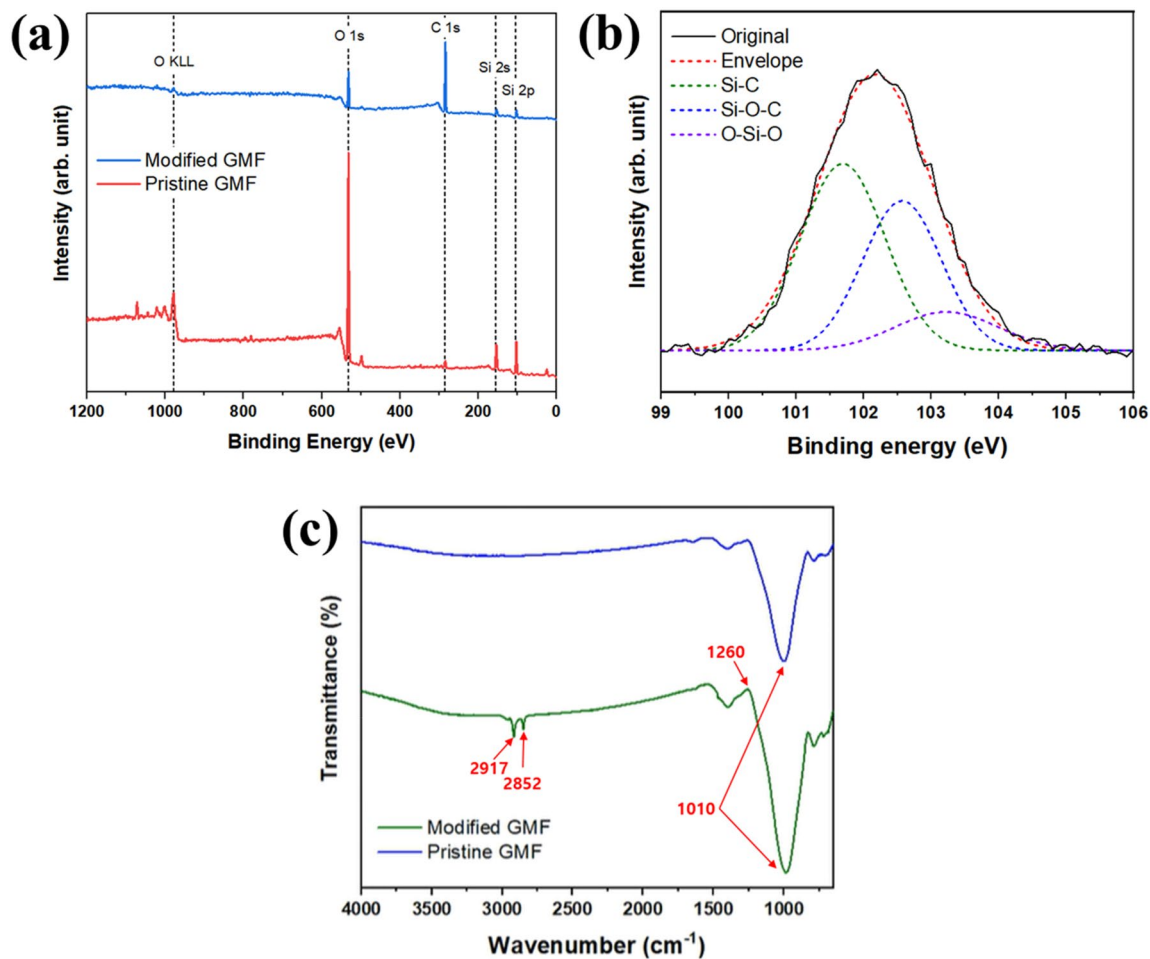 (a)
O KLL
O 1s
C 1s
Si 2s
Si 2p
Modified GMF
Pristine GMF
Intensity (arb. unit)
1200 1000 800 600 400 200 0
Binding Energy (eV)
(b)
Original
Envelope
Si-C
Si-O-C
O-Si-O
Intensity (arb. unit)
99 100 101 102 103 104 105 106
Binding energy (eV)
(c)
1260
2917
2852
1010
Modified GMF
Pristine GMF
Transmittance (%)
4000 3500 3000 2500 2000 1500 1000
Wavenumber (cm⁻¹)